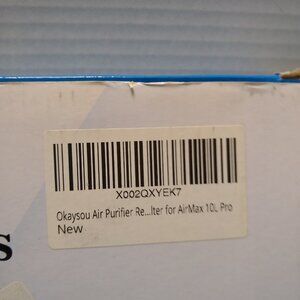 X002QXYEK7
Okaysou Air Purifier Re...lter for AirMax 10L Pro
New
s